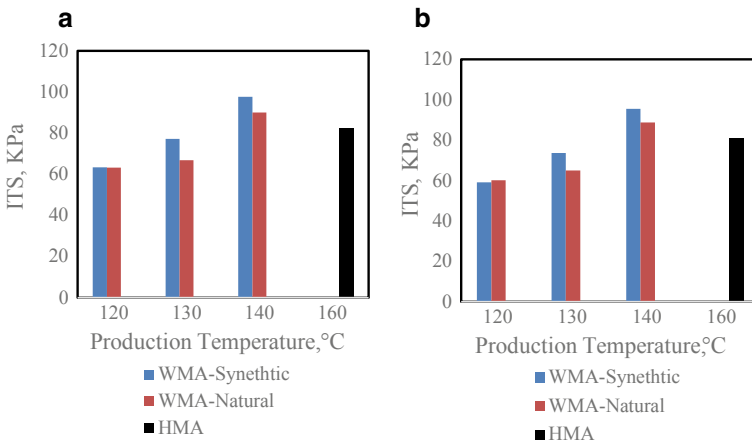 a
120
100
80
60
40
20
0
ITS, KPa
120 130 140 160
Production Temperature,°C
WMA-Synethtic
WMA-Natural
HMA
b
120
100
80
60
40
20
0
ITS, KPa
120 130 140 160
Production Temperature,°C
WMA-Synethtic
WMA-Natural
HMA